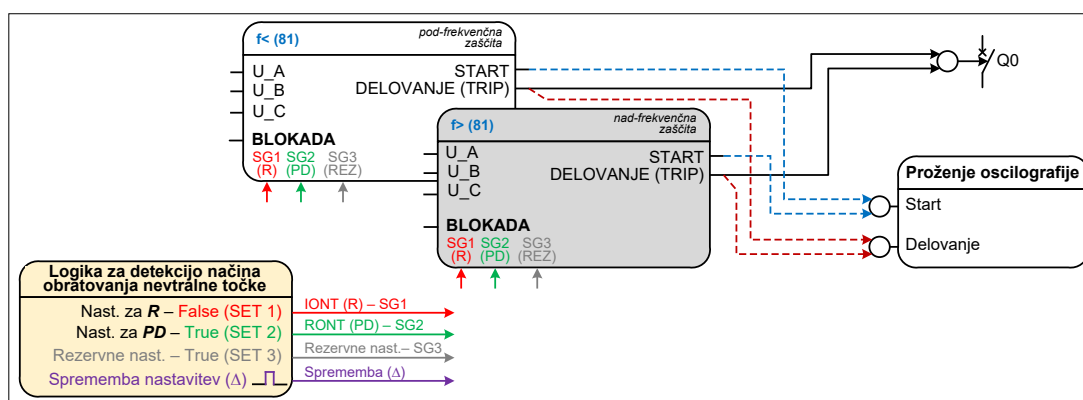 f< (81)
pod-frekvenčna
zaščita
U_A
U_B
U_C
START
DELOVANJE (TRIP)
BLOKADA
SG1 SG2 SG3
(R) (PD) (REZ)
f> (81)
nad-frekvenčna
zaščita
U_A
U_B
U_C
START
DELOVANJE (TRIP)
BLOKADA
SG1 SG2 SG3
(R) (PD) (REZ)
Q0
Proženje oscilografije
Start
Delovanje
Logika za detekcijo načina
obratovanja nevtralne točke
Nast. za R – False (SET 1)
Nast. za PD – True (SET 2)
Rezervne nast. – True (SET 3)
Sprememba nastavitev (Δ)
IONT (R) – SG1
RONT (PD) – SG2
Rezervne nast.– SG3
Sprememba (Δ)